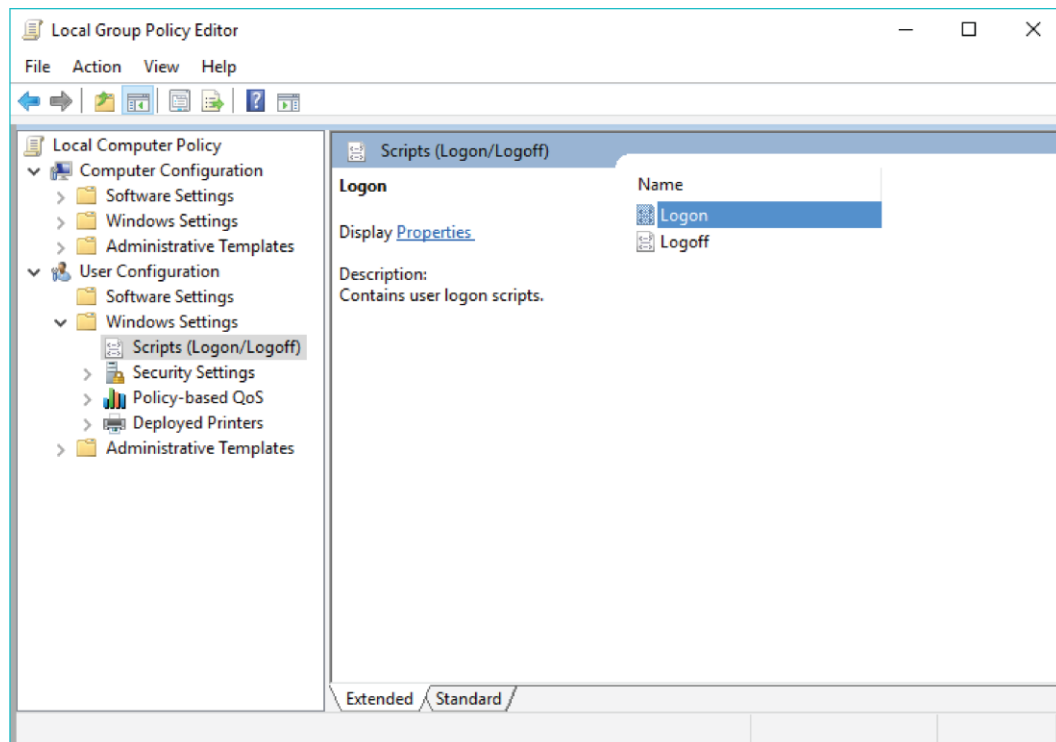 Local Group Policy Editor
File Action View Help
Local Computer Policy
Computer Configuration
Software Settings
Windows Settings
Administrative Templates
User Configuration
Software Settings
Windows Settings
Scripts (Logon/Logoff)
Security Settings
Policy-based QoS
Deployed Printers
Administrative Templates
Scripts (Logon/Logoff)
Logon
Display Properties
Description:
Contains user logon scripts.
Name
Logon
Logoff
Extended Standard